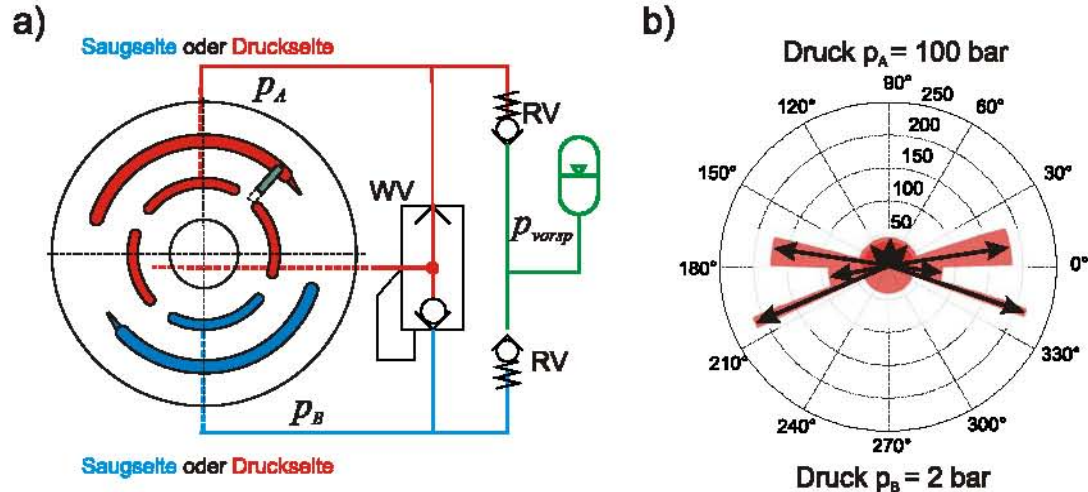 a)
Saugseite oder Druckseite
p_A
RV
WV
p_vorsp
RV
p_B
Saugseite oder Druckseite
b)
Druck p_A = 100 bar
90°
120°
250
60°
200
150°
150
30°
100
50
180°
0°
210°
330°
240°
300°
270°
Druck p_B = 2 bar